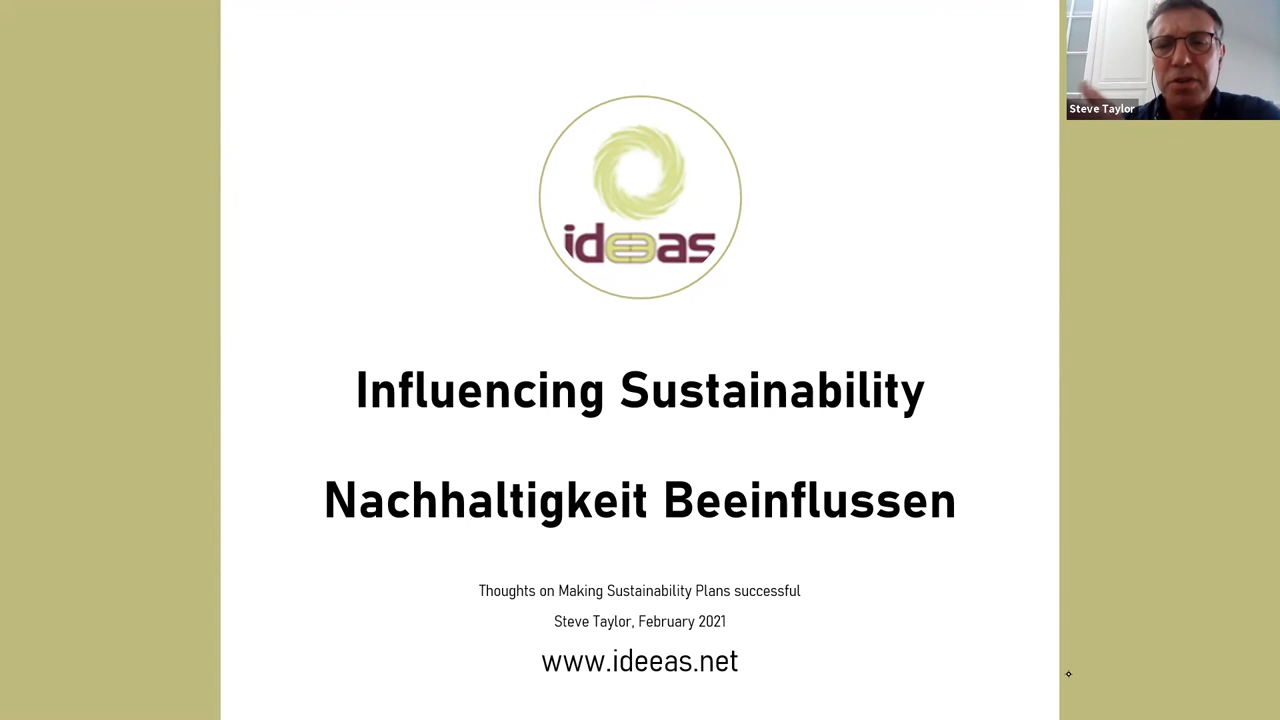 ideeas
Influencing Sustainability
Nachhaltigkeit Beeinflussen
Thoughts on Making Sustainability Plans successful
Steve Taylor, February 2021
www.ideeas.net
Steve Taylor